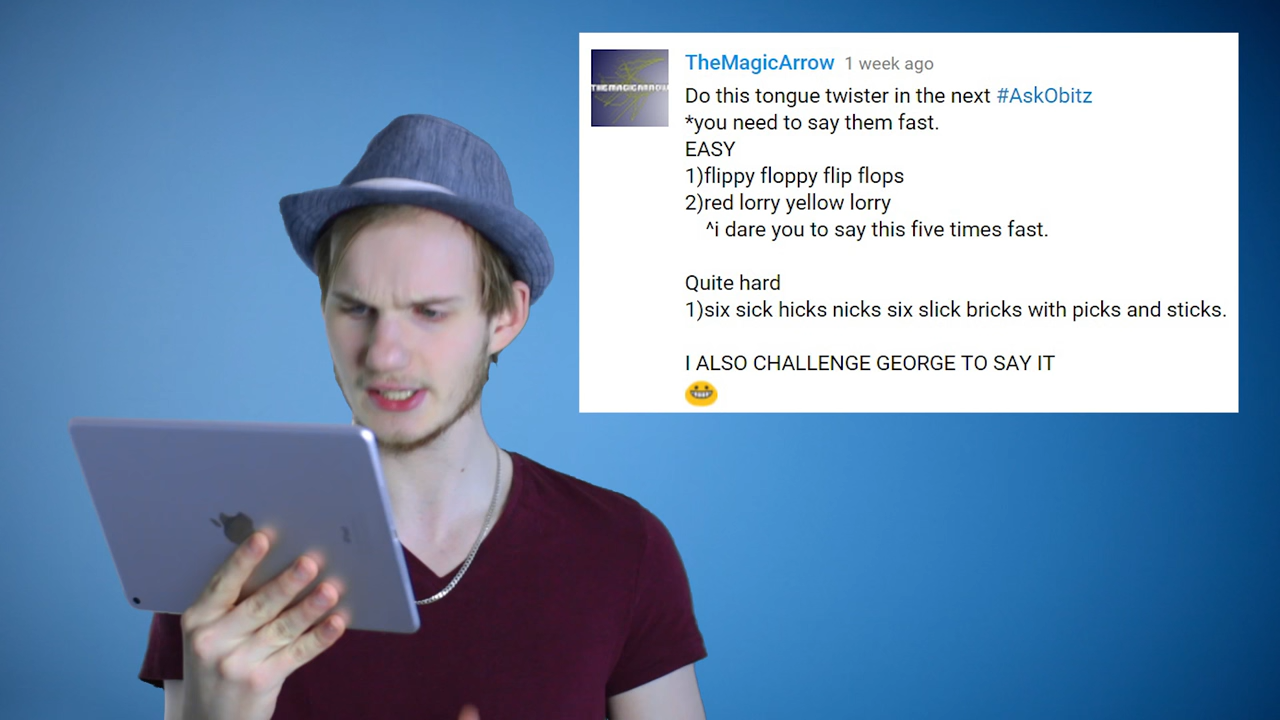 TheMagicArrow 1 week ago
THEMAGICARROW
Do this tongue twister in the next #AskObitz
*you need to say them fast.
EASY
1)flippy floppy flip flops
2)red lorry yellow lorry
^i dare you to say this five times fast.
Quite hard
1)six sick hicks nicks six slick bricks with picks and sticks.
I ALSO CHALLENGE GEORGE TO SAY IT